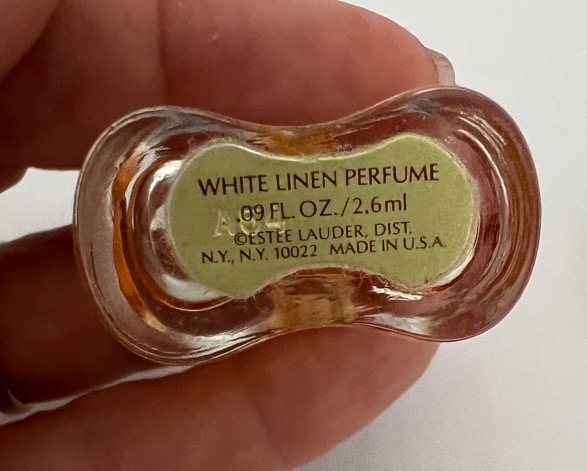 WHITE LINEN PERFUME
.09 FL. OZ./2.6ml
©ESTEE LAUDER, DIST.
N.Y., N.Y. 10022 MADE IN U.S.A.